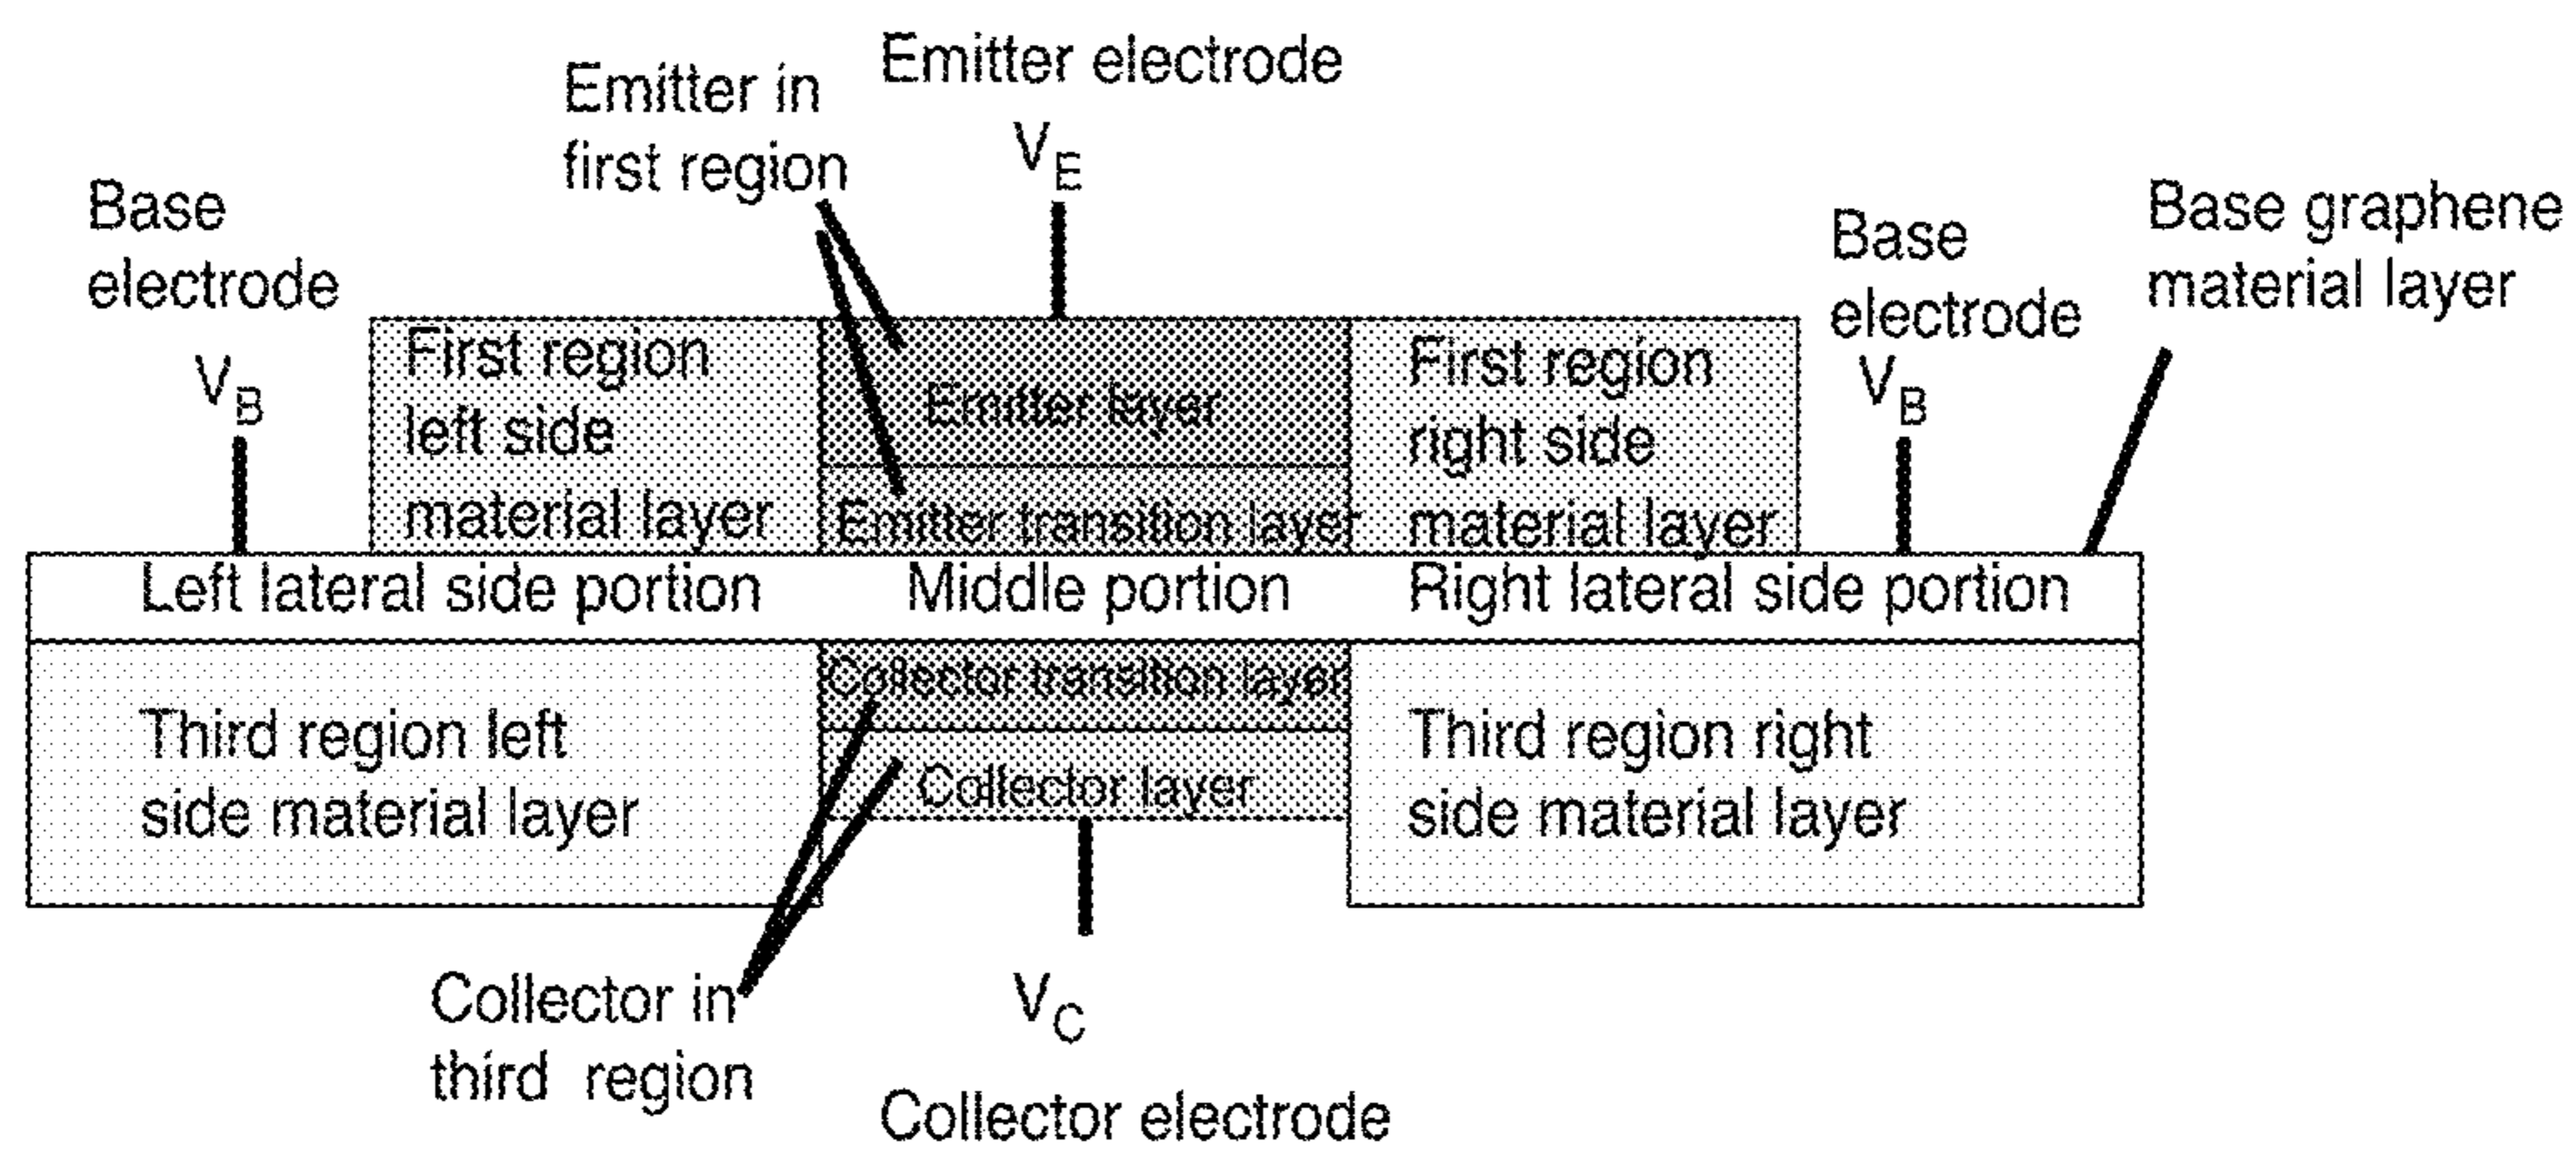 Emitter electrode
Emitter in
first region
V_E
Base
electrode
V_B
Base
electrode
V_B
Base graphene
material layer
First region
left side
material layer
Emitter layer
Emitter transition layer
First region
right side
material layer
Left lateral side portion
Middle portion
Right lateral side portion
Collector transition layer
Collector layer
Third region left
side material layer
Third region right
side material layer
Collector in
third region
V_C
Collector electrode